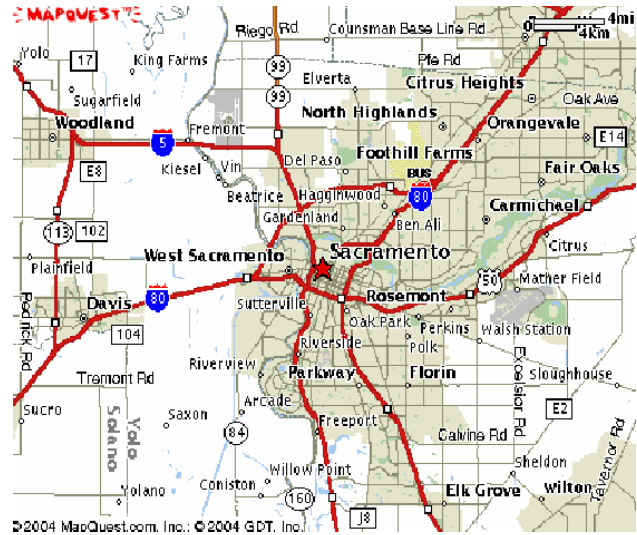 MAPQUEST
4mi
4km
Riego Rd
Counsman Base Line Rd
Yolo
17
King Farms
99
Pfe Rd
Elverta
Citrus Heights
Sugarfield
99
Oak Ave
North Highlands
Woodland
Orangevale
Fremont
E14
5
Del Paso
Foothill Farms
Kiesel
Vin
BUS
Fair Oaks
E8
Hagginwood
80
Beatrice
Carmichael
Gardenland
Ben Ali
113
102
Sacramento
Citrus
West Sacramento
Plainfield
50
Mather Field
80
Rosemont
Davis
Sutterville
Oak Park
Perkins
Walsh Station
104
Pedrick Rd
Riverside
Polk
Riverview
Parkway
Florin
Excelsior Rd
Sloughhouse
Tremont Rd
Arcade
E2
Sucro
Saxon
84
Freeport
Calvine Rd
Yolo
Solano
Willow Point
Sheldon
Tavernor Rd
Coniston
Yolano
160
Elk Grove
Wilton
J8
©2004 MapQuest.com, Inc.; ©2004 GDT, Inc.